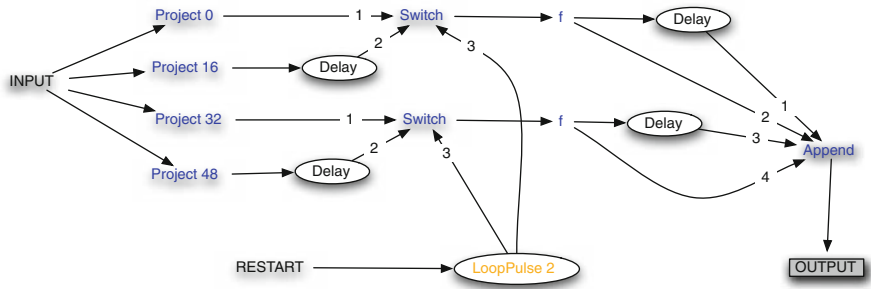 Project 0
1
Switch
f
Delay
2
3
Project 16
Delay
INPUT
1
2
Project 32
1
Switch
f
Delay
3
Append
2
3
4
Project 48
Delay
RESTART
LoopPulse 2
OUTPUT